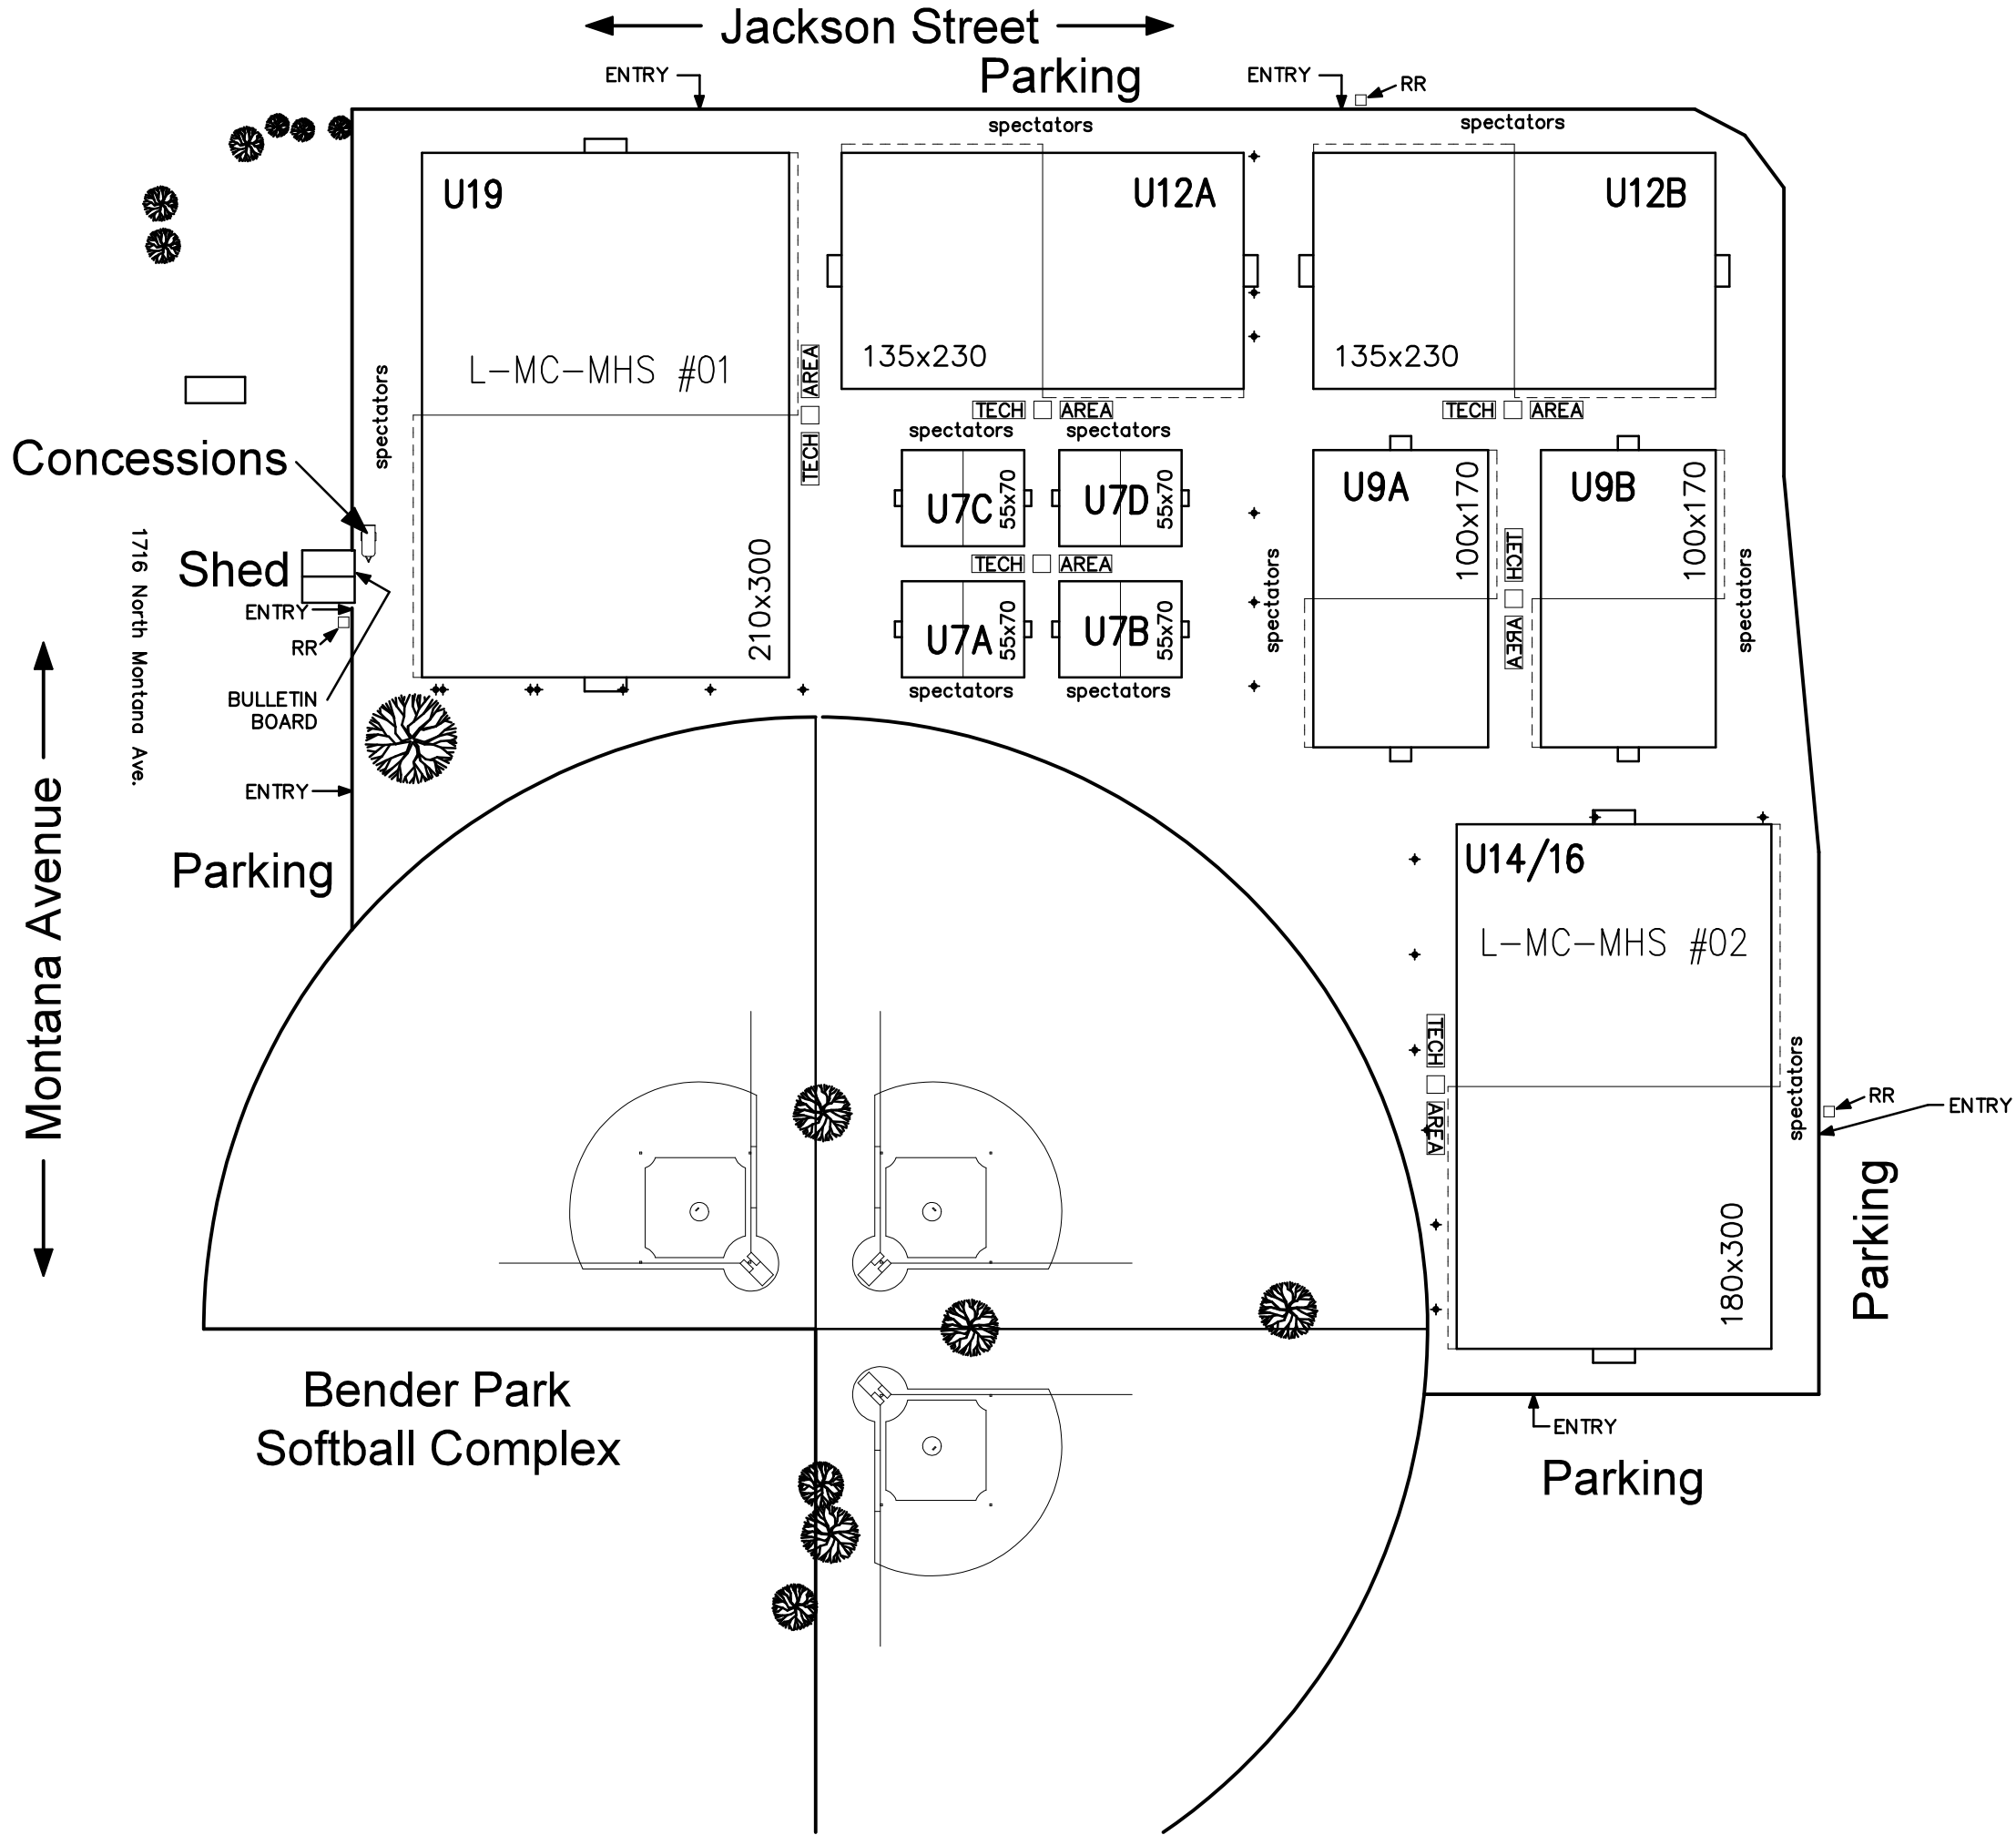 Jackson Street
ENTRY
Parking
ENTRY
RR
spectators
spectators
U19
U12A
U12B
L-MC-MHS #01
135x230
135x230
spectators
TECH AREA
TECH AREA
TECH AREA
Concessions
spectators
spectators
U7C
55x70
U7D
55x70
U9A
100x170
U9B
100x170
TECH AREA
TECH AREA
spectators
spectators
1716 North Montana Ave.
Shed
ENTRY
RR
BULLETIN
BOARD
210x300
U7A
55x70
U7B
55x70
spectators
spectators
ENTRY
Parking
Montana Avenue
U14/16
L-MC-MHS #02
TECH AREA
spectators
RR
ENTRY
180x300
Parking
Bender Park
Softball Complex
ENTRY
Parking